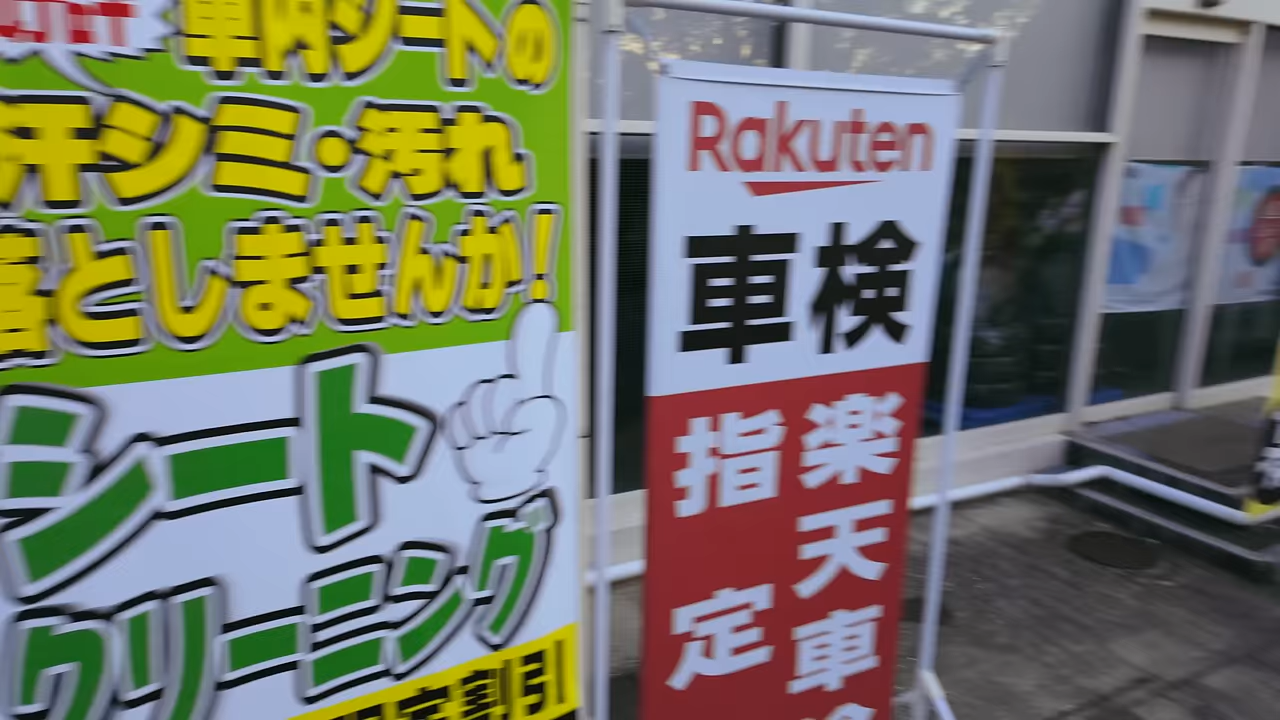 車内シートの
汗シミ・汚れ
落としませんか!
シート
クリーニング
定割引
Rakuten
車検
楽天車
指定